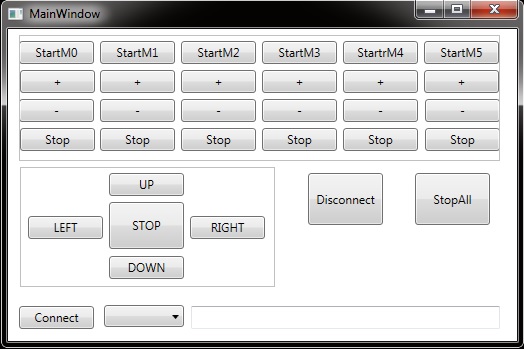 MainWindow
StartM0 StartM1 StartM2 StartM3 StartrM4 StartM5
+ + + + + +
- - - - - -
Stop Stop Stop Stop Stop Stop
UP
LEFT STOP RIGHT
DOWN
Disconnect StopAll
Connect